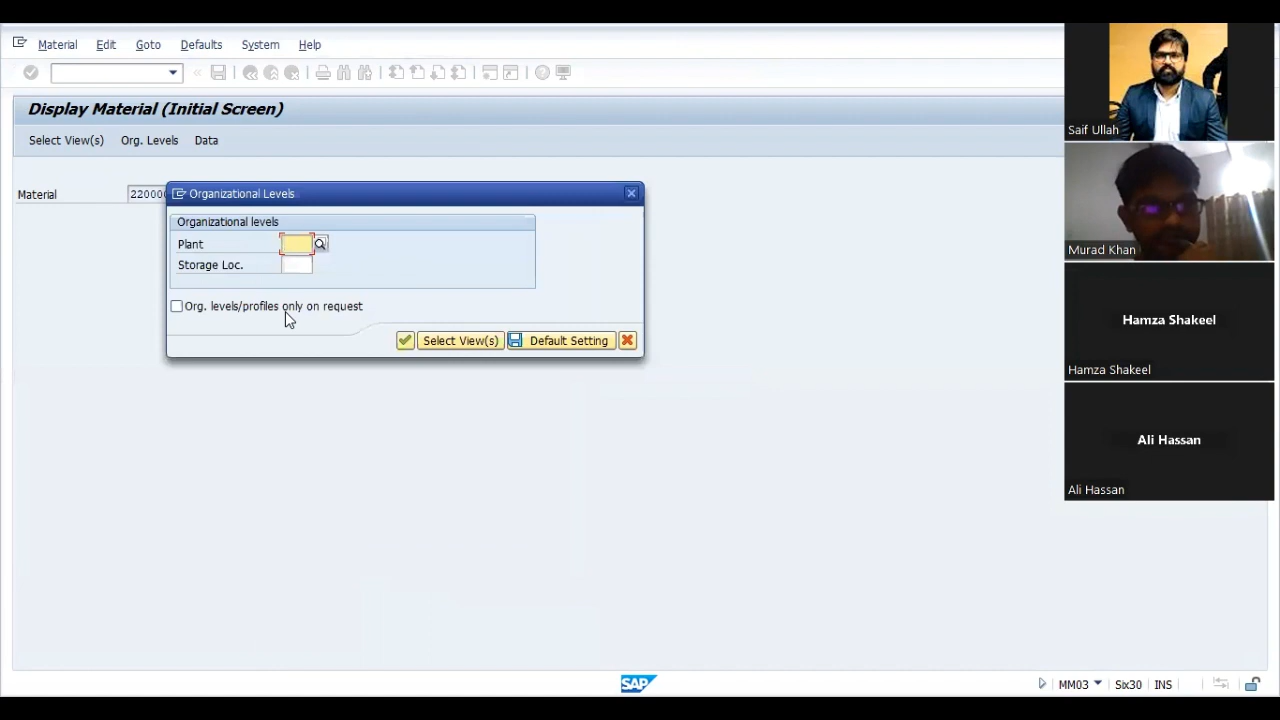 Material Edit Goto Defaults System Help
Display Material (Initial Screen)
Select View(s) Org. Levels Data
Material 220000
Organizational Levels
Organizational levels
Plant
Storage Loc.
Org. levels/profiles only on request
Select View(s) Default Setting
SAP
MM03 Six30 INS
Saif Ullah
Murad Khan
Hamza Shakeel
Hamza Shakeel
Ali Hassan
Ali Hassan